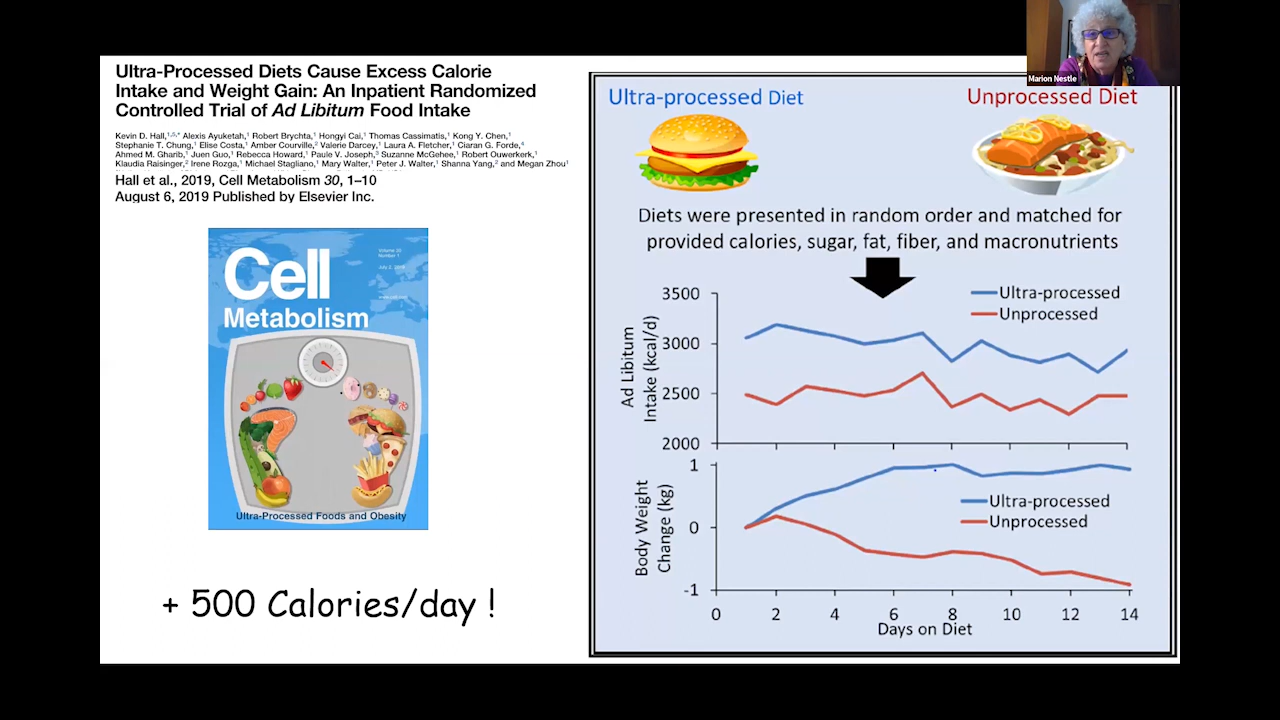 Ultra-Processed Diets Cause Excess Calorie
Intake and Weight Gain: An Inpatient Randomized
Controlled Trial of Ad Libitum Food Intake
Kevin D. Hall,1,5,* Alexis Ayuketah,1 Robert Brychta,1 Hongyi Cai,1 Thomas Cassimatis,1 Kong Y. Chen,1
Stephanie T. Chung,1 Elise Costa,1 Amber Courville,2 Valerie Darcey,1 Laura A. Fletcher,1 Ciaran G. Forde,4
Ahmed M. Gharib,1 Juen Guo,1 Rebecca Howard,1 Paule V. Joseph,3 Suzanne McGehee,1 Ronald Ouwerkerk,1
Klaudia Raisinger,2 Irene Rozga,1 Michael Stagliano,1 Mary Walter,1 Peter J. Walter,1 Shanna Yang,2 and Megan Zhou1
Hall et al., 2019, Cell Metabolism 30, 1–10
August 6, 2019 Published by Elsevier Inc.
Cell
Metabolism
Volume 30
Number 1
July 2, 2019
Ultra-Processed Foods and Obesity
+ 500 Calories/day !
Marion Nestle
Ultra-processed Diet
Unprocessed Diet
Diets were presented in random order and matched for
provided calories, sugar, fat, fiber, and macronutrients
Ad Libitum
Intake (kcal/d)
3500
3000
2500
2000
Ultra-processed
Unprocessed
Body Weight
Change (kg)
1
0
-1
Ultra-processed
Unprocessed
0 2 4 6 8 10 12 14
Days on Diet